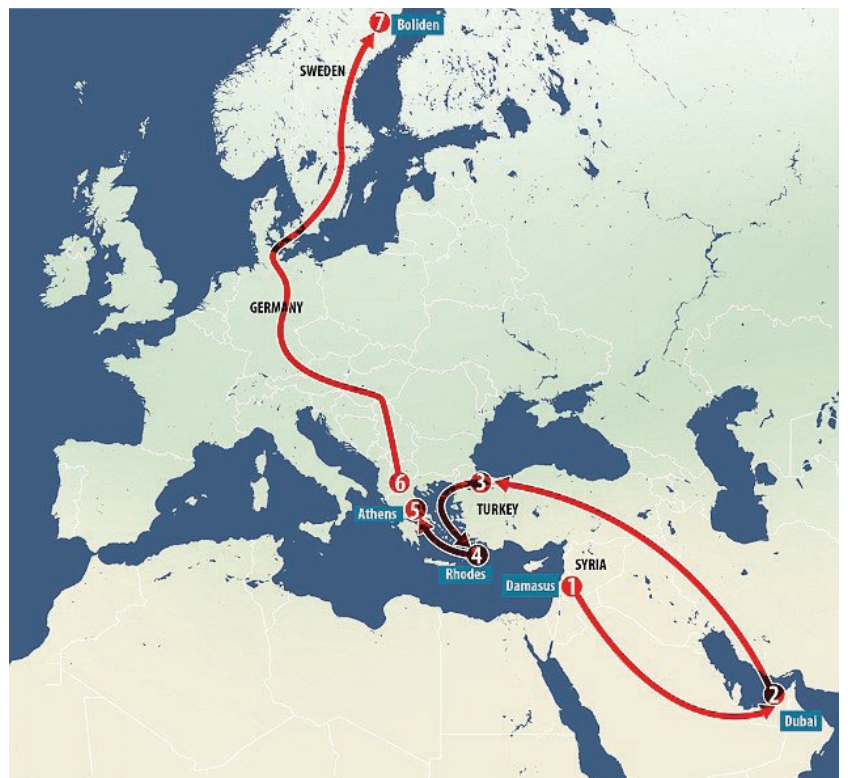 7 Boliden
SWEDEN
GERMANY
6
3
Athens 5
TURKEY
4
Rhodes
SYRIA
Damasus 1
2
Dubai